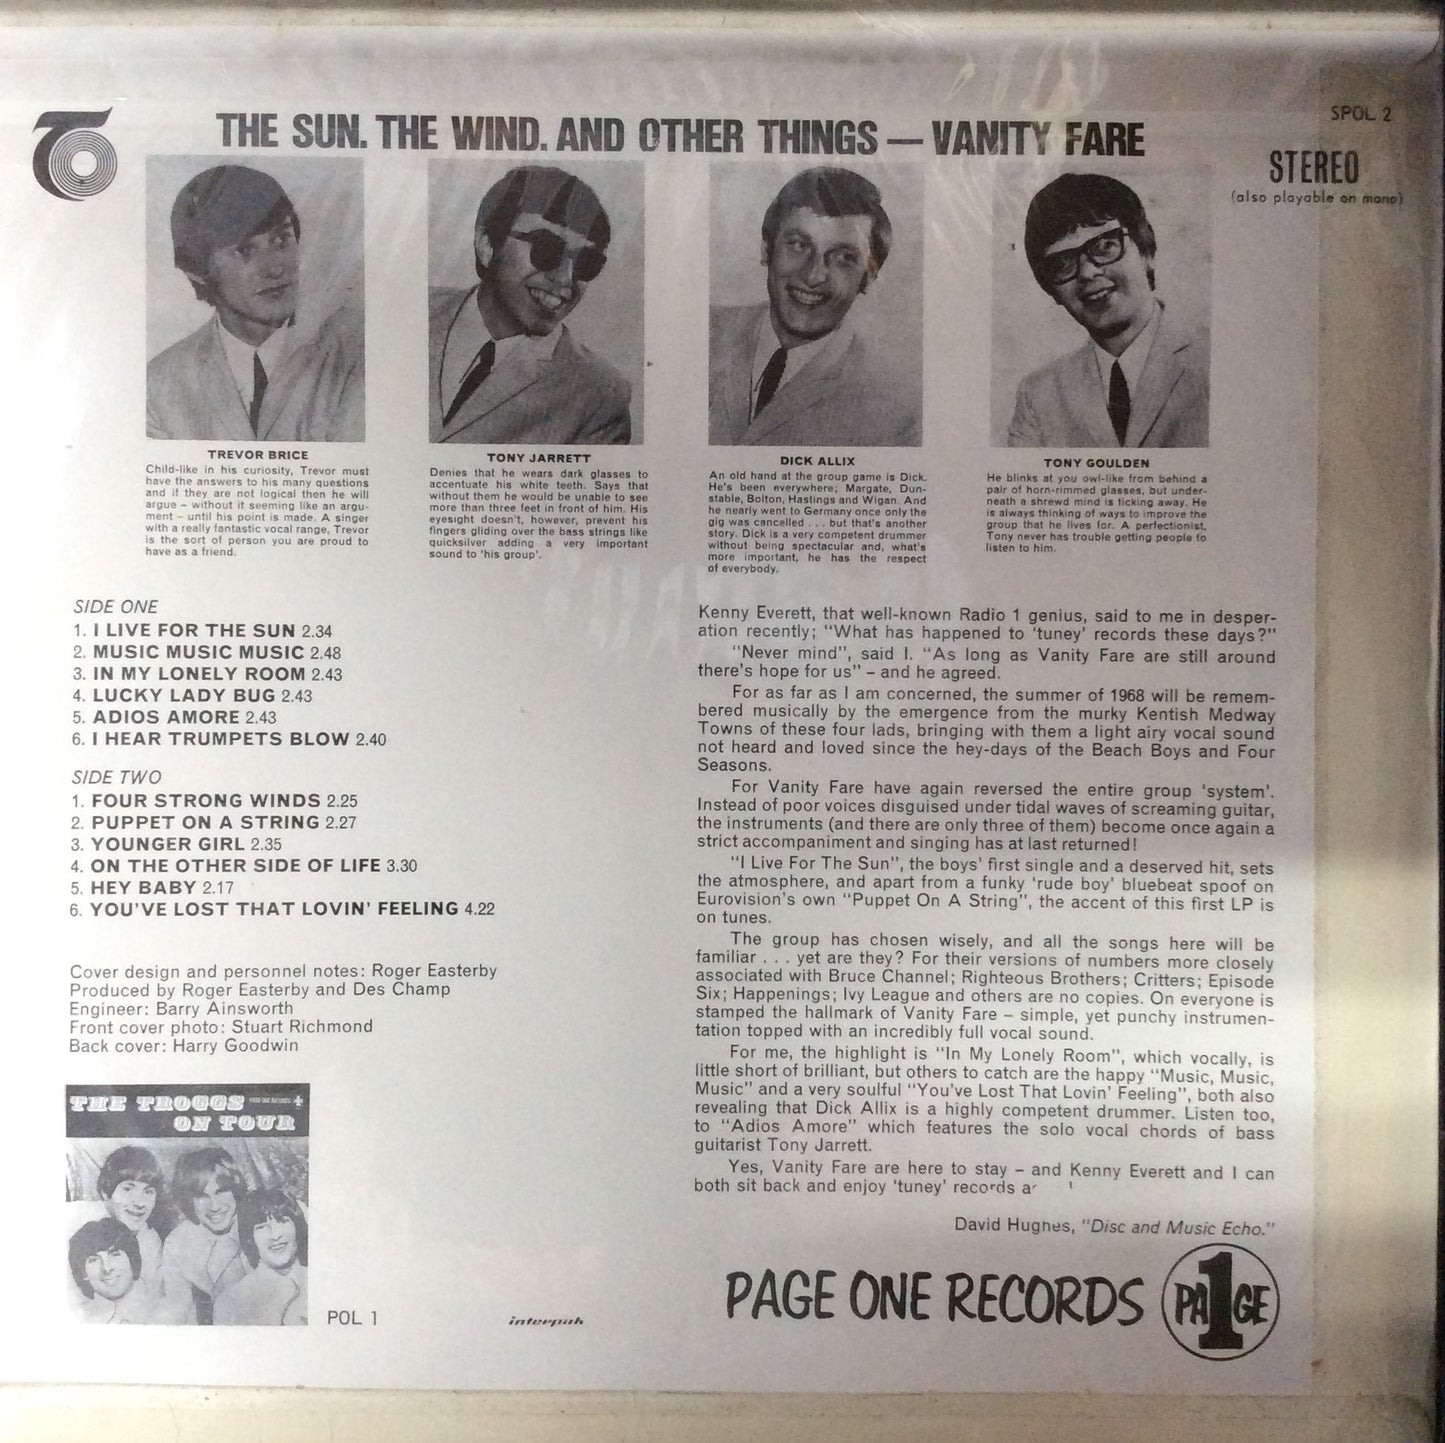 SPOL 2
THE SUN. THE WIND. AND OTHER THINGS — VANITY FARE
STEREO
(also playable on mono)
TREVOR BRICE
Child-like in his curiosity, Trevor must
have the answers to his many questions
and if they are not logical then he will
argue – without it seeming like an argu-
ment – until his point is made. A singer
with a really fantastic vocal range, Trevor
is the sort of person you are proud to
have as a friend.
TONY JARRETT
Denies that he wears dark glasses to
accentuate his white teeth. Says that
without them he would be unable to see
more than three feet in front of him. His
eyesight doesn't, however, prevent his
fingers gliding over the bass strings like
quicksilver adding a very important
sound to 'his group'.
DICK ALLIX
An old hand at the group game is Dick.
He's been everywhere; Margate, Dun-
stable, Bolton, Hastings and Wigan. And
he nearly went to Germany once only the
gig was cancelled . . . but that's another
story. Dick is a very competent drummer
without being spectacular and, what's
more important, he has the respect
of everybody.
TONY GOULDEN
He blinks at you owl-like from behind a
pair of horn-rimmed glasses, but under-
neath a shrewd mind is ticking away. He
is always thinking of ways to improve the
group that he lives for. A perfectionist,
Tony never has trouble getting people to
listen to him.
SIDE ONE
1. I LIVE FOR THE SUN 2.34
2. MUSIC MUSIC MUSIC 2.48
3. IN MY LONELY ROOM 2.43
4. LUCKY LADY BUG 2.43
5. ADIOS AMORE 2.43
6. I HEAR TRUMPETS BLOW 2.40
SIDE TWO
1. FOUR STRONG WINDS 2.25
2. PUPPET ON A STRING 2.27
3. YOUNGER GIRL 2.35
4. ON THE OTHER SIDE OF LIFE 3.30
5. HEY BABY 2.17
6. YOU'VE LOST THAT LOVIN' FEELING 4.22
Cover design and personnel notes: Roger Easterby
Produced by Roger Easterby and Des Champ
Engineer: Barry Ainsworth
Front cover photo: Stuart Richmond
Back cover: Harry Goodwin
THE TROGGS
ON TOUR
POL 1
interpak
Kenny Everett, that well-known Radio 1 genius, said to me in desper-
ation recently; "What has happened to 'tuney' records these days?"
"Never mind", said I. "As long as Vanity Fare are still around
there's hope for us" – and he agreed.
For as far as I am concerned, the summer of 1968 will be remem-
bered musically by the emergence from the murky Kentish Medway
Towns of these four lads, bringing with them a light airy vocal sound
not heard and loved since the hey-days of the Beach Boys and Four
Seasons.
For Vanity Fare have again reversed the entire group 'system'.
Instead of poor voices disguised under tidal waves of screaming guitar,
the instruments (and there are only three of them) become once again a
strict accompaniment and singing has at last returned!
"I Live For The Sun", the boys' first single and a deserved hit, sets
the atmosphere, and apart from a funky 'rude boy' bluebeat spoof on
Eurovision's own "Puppet On A String", the accent of this first LP is
on tunes.
The group has chosen wisely, and all the songs here will be
familiar . . . yet are they? For their versions of numbers more closely
associated with Bruce Channel; Righteous Brothers; Critters; Episode
Six; Happenings; Ivy League and others are no copies. On everyone is
stamped the hallmark of Vanity Fare – simple, yet punchy instrumen-
tation topped with an incredibly full vocal sound.
For me, the highlight is "In My Lonely Room", which vocally, is
little short of brilliant, but others to catch are the happy "Music, Music,
Music" and a very soulful "You've Lost That Lovin' Feeling", both also
revealing that Dick Allix is a highly competent drummer. Listen too,
to "Adios Amore" which features the solo vocal chords of bass
guitarist Tony Jarrett.
Yes, Vanity Fare are here to stay – and Kenny Everett and I can
both sit back and enjoy 'tuney' records
David Hughes, "Disc and Music Echo."
PAGE ONE RECORDS
PA1GE